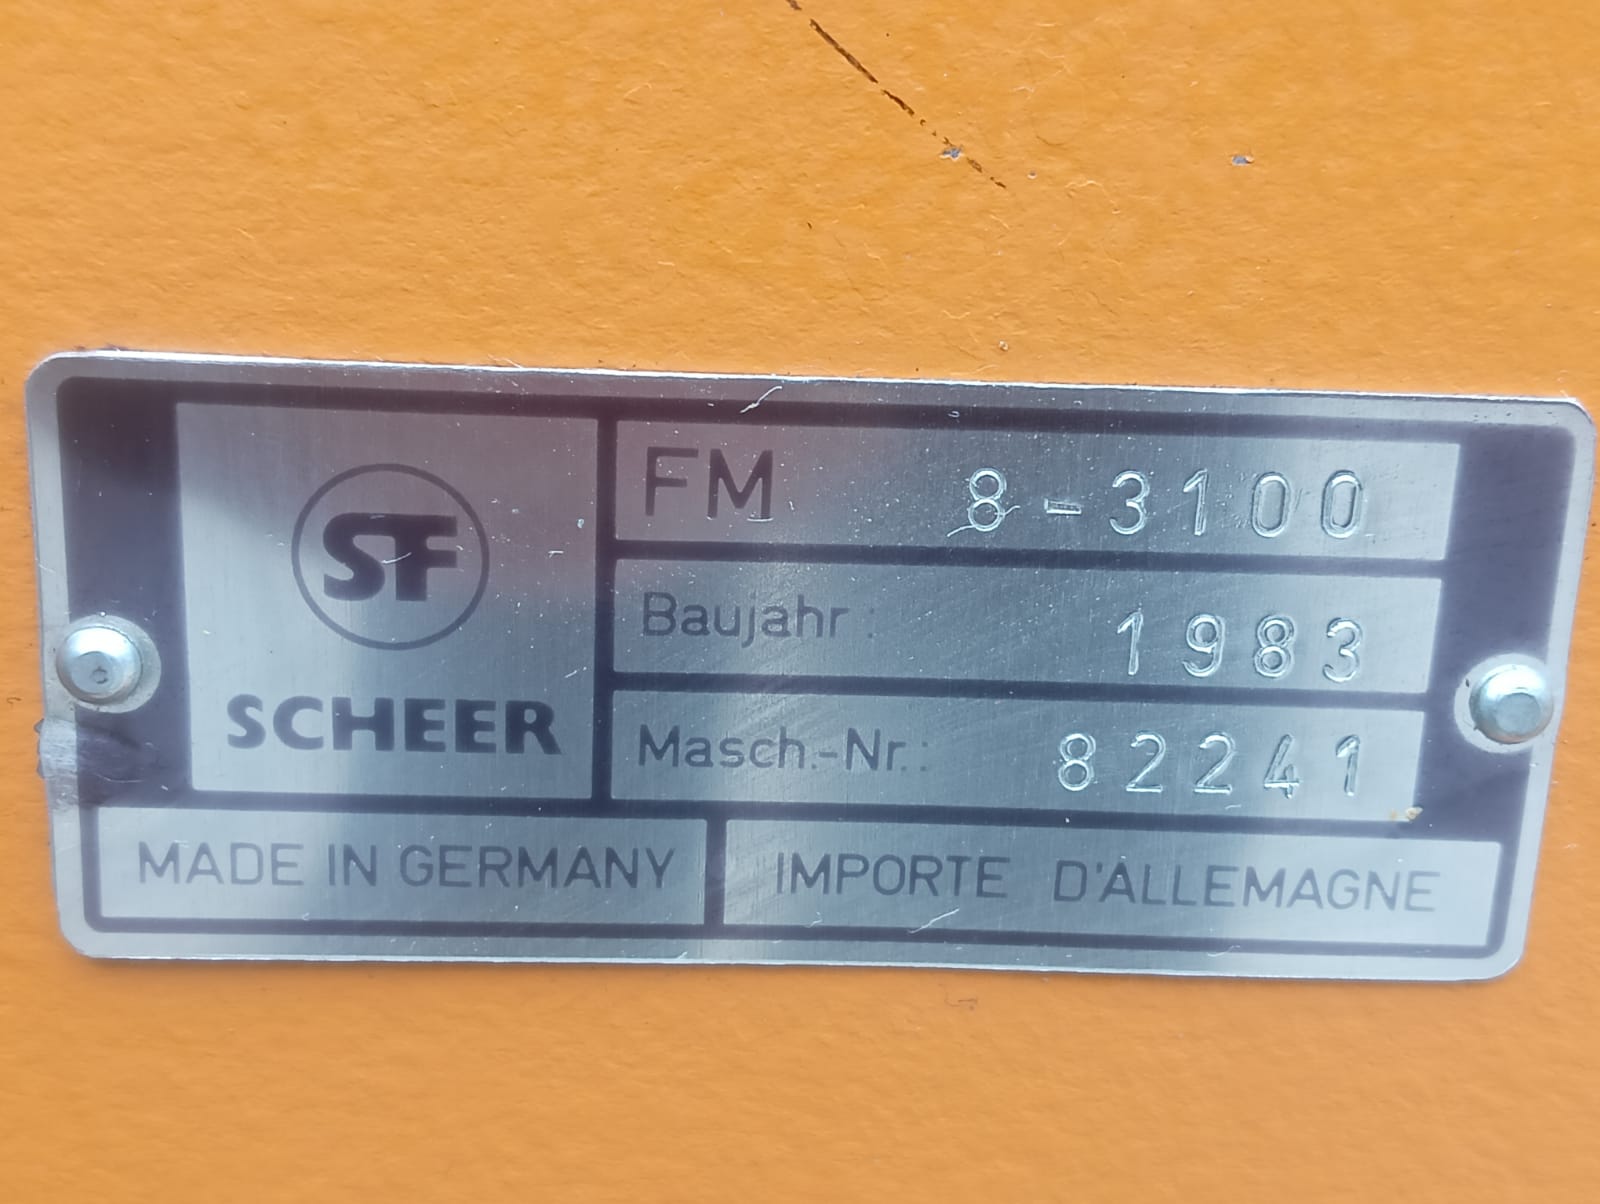 SF
SCHEER
FM 8-3100
Baujahr: 1983
Masch.-Nr.: 82241
MADE IN GERMANY
IMPORTE D'ALLEMAGNE